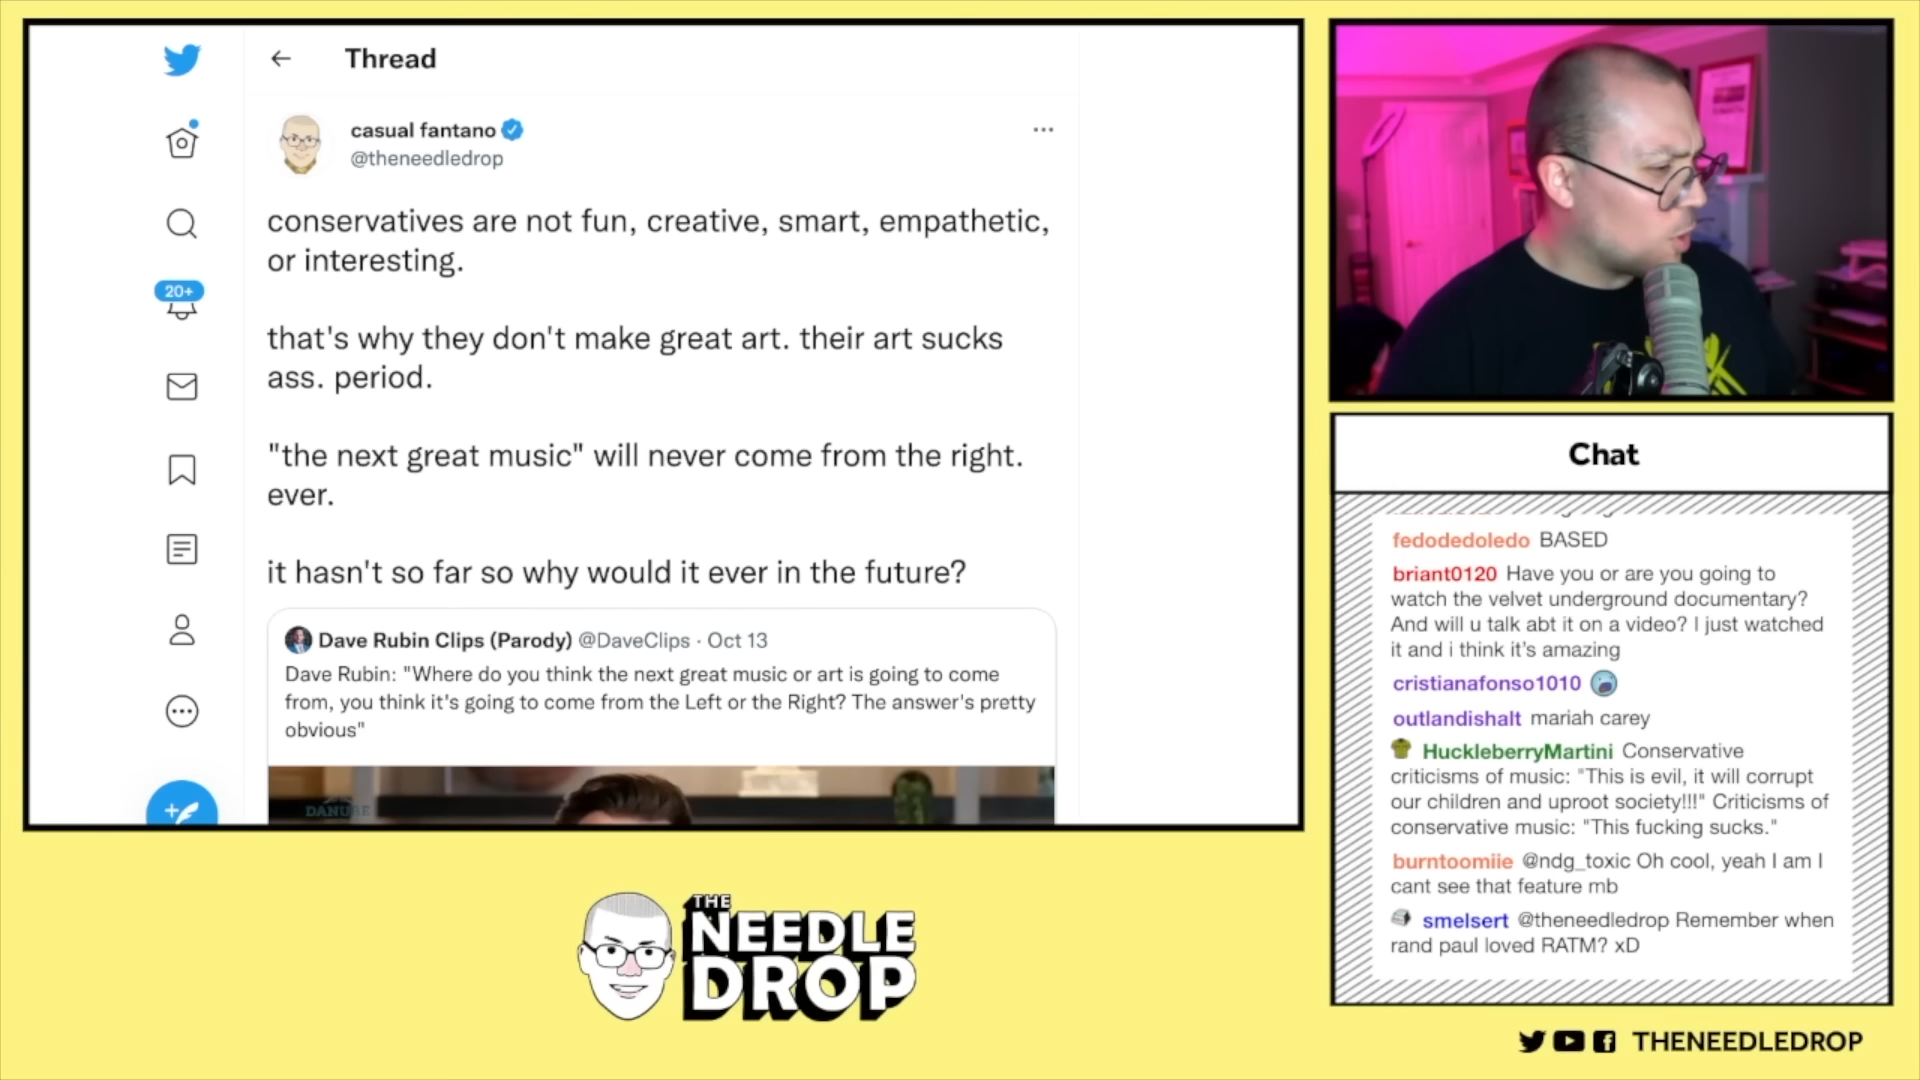 Thread
casual fantano
@theneedledrop
conservatives are not fun, creative, smart, empathetic,
or interesting.
that's why they don't make great art. their art sucks
ass. period.
"the next great music" will never come from the right.
ever.
it hasn't so far so why would it ever in the future?
20+
Dave Rubin Clips (Parody) @DaveClips · Oct 13
Dave Rubin: "Where do you think the next great music or art is going to come
from, you think it's going to come from the Left or the Right? The answer's pretty
obvious"
DANUBE
Chat
fedodedoledo BASED
briant0120 Have you or are you going to
watch the velvet underground documentary?
And will u talk abt it on a video? I just watched
it and i think it's amazing
cristianafonso1010
outlandishalt mariah carey
HuckleberryMartini Conservative
criticisms of music: "This is evil, it will corrupt
our children and uproot society!!!" Criticisms of
conservative music: "This fucking sucks."
burntoomiie @ndg_toxic Oh cool, yeah I am I
cant see that feature mb
smelsert @theneedledrop Remember when
rand paul loved RATM? xD
THE
NEEDLE
DROP
THENEEDLEDROP